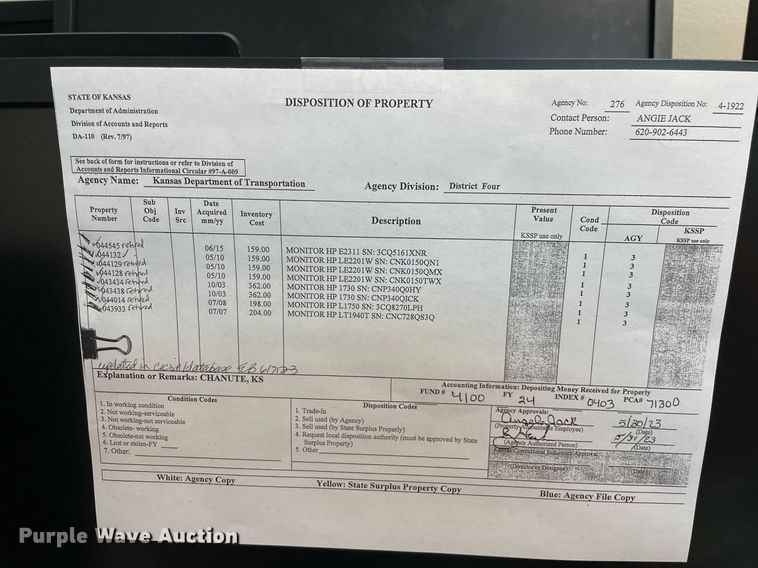 STATE OF KANSAS
Department of Administration
Division of Accounts and Reports
DA-110 (Rev. 7/97)
DISPOSITION OF PROPERTY
Agency No: 276 Agency Disposition No: 4-1922
Contact Person: ANGIE JACK
Phone Number: 620-902-6443
See back of form for instructions or refer to Division of
Accounts and Reports Informational Circular #97-A-009
Agency Name: Kansas Department of Transportation
Agency Division: District Four
Property Number Sub Obj Code Inv Src Date Acquired mm/yy Inventory Cost Description Present Value KSSP use only Cond Code Disposition Code AGY KSSP KSSP use only
044545 retired 06/15 159.00 MONITOR HP E2311 SN: 3CQ5161XNR 1 3
044132 05/10 159.00 MONITOR HP LE2201W SN: CNK0150QN1 1 3
044129 retired 05/10 159.00 MONITOR HP LE2201W SN: CNK0150QMX 1 3
044128 retired 05/10 159.00 MONITOR HP LE2201W SN: CNK0150TWX 1 3
043434 retired 10/03 362.00 MONITOR HP 1730 SN: CNP340Q0HY 1 3
043438 retired 10/03 362.00 MONITOR HP 1730 SN: CNP340QICK 1 3
044014 retired 07/08 198.00 MONITOR HP L1750 SN: 3CQ8270LPH 1 3
043933 retired 07/07 204.00 MONITOR HP LT1940T SN: CNC728QS3Q 1 3
updated in database
Explanation or Remarks: CHANUTE, KS
Accounting Information: Depositing Money Received for Property
FUND # 4100 FY 24 INDEX # 0403 PCA# 71300
Condition Codes
1. In working condition
2. Not working-serviceable
3. Not working-not serviceable
4. Obsolete- working
5. Obsolete-not working
6. Lost or stolen-FY
7. Other:
Disposition Codes
1. Trade-In
2. Sell used (by Agency)
3. Sell used (by State Surplus Property)
4. Request local disposition authority (must be approved by State
Surplus Property)
5. Other
Agency Approvals:
Angel Jack 5/30/23
(Property Accountable Employee) (Date)
5/31/23
(Agency Authorized Person) (Date)
Kansas Correctional Industries Approval:
(Director or Designee) (Date)
White: Agency Copy
Yellow: State Surplus Property Copy
Blue: Agency File Copy
Purple Wave Auction